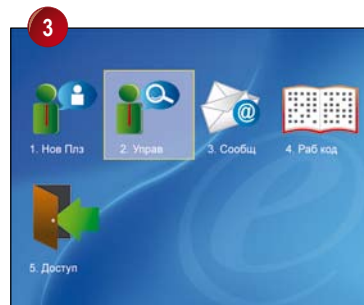 3
1. Нов Плз
2. Управ
3. Сообщ
4. Раб код
5. Доступ